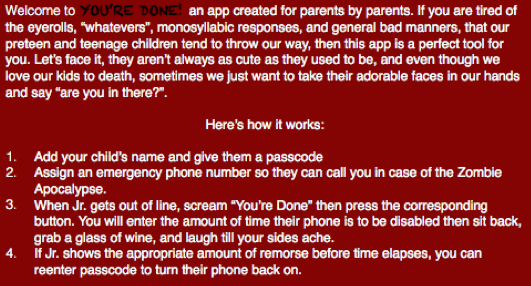 Welcome to YOU'RE DONE! an app created for parents by parents. If you are tired of
the eyerolls, "whatevers", monosyllabic responses, and general bad manners, that our
preteen and teenage children tend to throw our way, then this app is a perfect tool for
you. Let's face it, they aren't always as cute as they used to be, and even though we
love our kids to death, sometimes we just want to take their adorable faces in our hands
and say "are you in there?".
Here's how it works:
1. Add your child's name and give them a passcode
2. Assign an emergency phone number so they can call you in case of the Zombie
Apocalypse.
3. When Jr. gets out of line, scream "You're Done" then press the corresponding
button. You will enter the amount of time their phone is to be disabled then sit back,
grab a glass of wine, and laugh till your sides ache.
4. If Jr. shows the appropriate amount of remorse before time elapses, you can
reenter passcode to turn their phone back on.